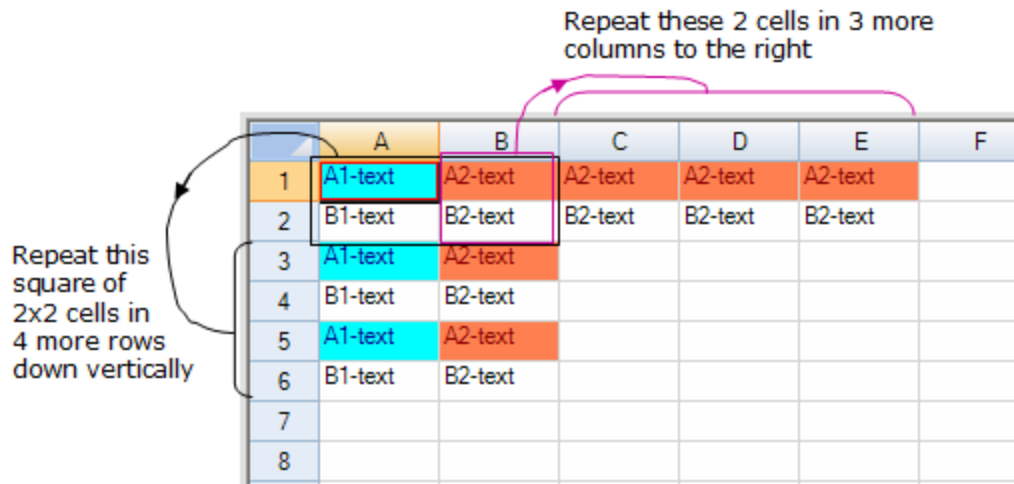 Repeat these 2 cells in 3 more
columns to the right
A B C D E F
1 A1-text A2-text A2-text A2-text A2-text
2 B1-text B2-text B2-text B2-text B2-text
Repeat this
square of
2x2 cells in
4 more rows
down vertically
3 A1-text A2-text
4 B1-text B2-text
5 A1-text A2-text
6 B1-text B2-text
7
8